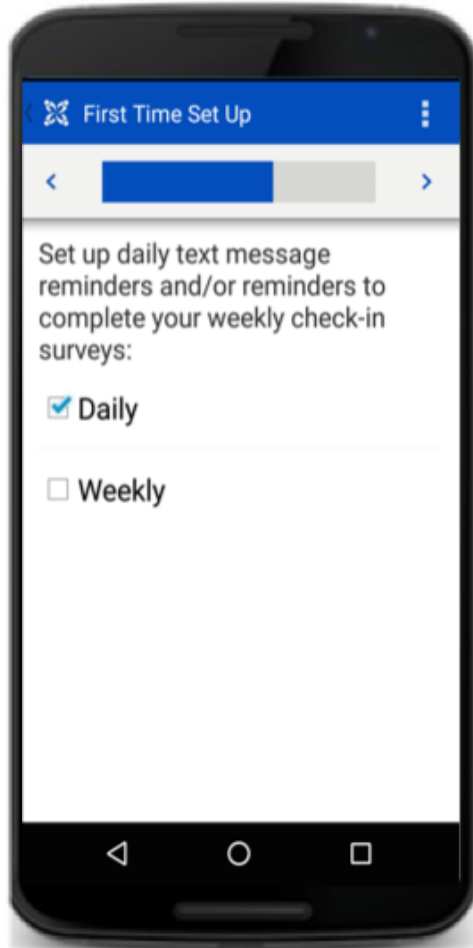 First Time Set Up
Set up daily text message
reminders and/or reminders to
complete your weekly check-in
surveys:
Daily
Weekly